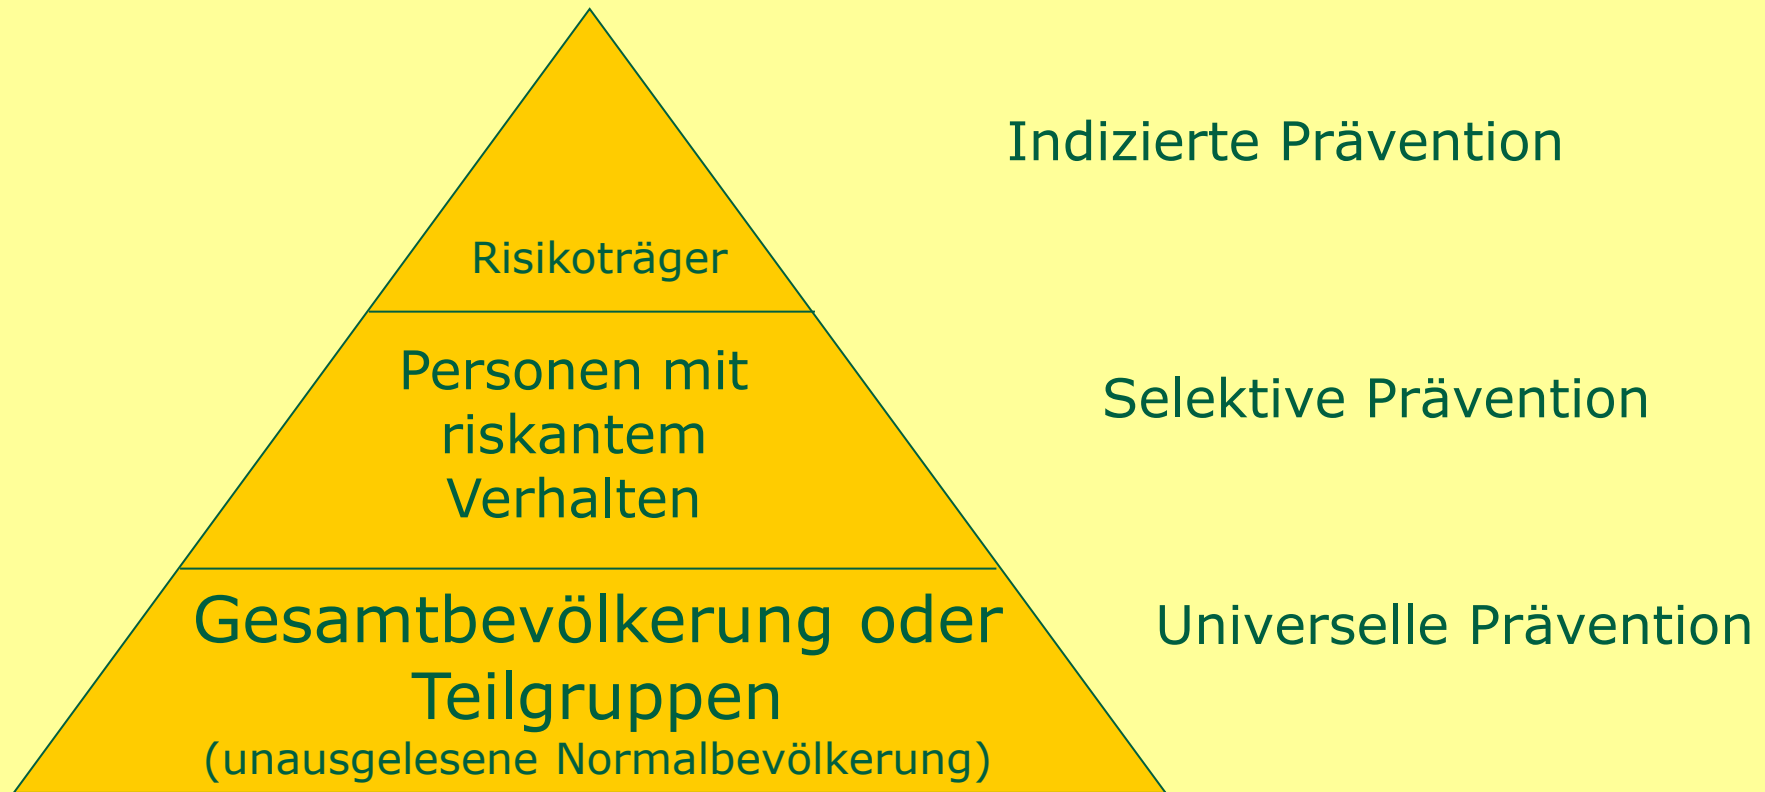 Indizierte Prävention
Risikoträger
Personen mit
riskantem
Verhalten
Selektive Prävention
Gesamtbevölkerung oder
Teilgruppen
(unausgelesene Normalbevölkerung)
Universelle Prävention